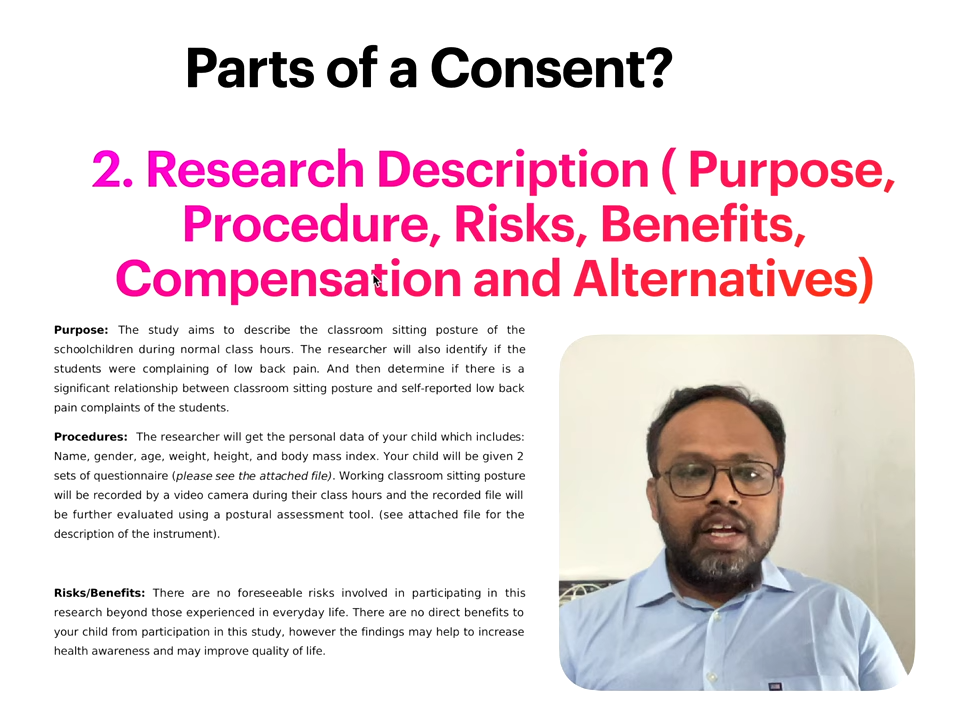 Parts of a Consent?
2. Research Description ( Purpose,
Procedure, Risks, Benefits,
Compensation and Alternatives)
Purpose: The study aims to describe the classroom sitting posture of the
schoolchildren during normal class hours. The researcher will also identify if the
students were complaining of low back pain. And then determine if there is a
significant relationship between classroom sitting posture and self-reported low back
pain complaints of the students.
Procedures: The researcher will get the personal data of your child which includes:
Name, gender, age, weight, height, and body mass index. Your child will be given 2
sets of questionnaire (please see the attached file). Working classroom sitting posture
will be recorded by a video camera during their class hours and the recorded file will
be further evaluated using a postural assessment tool. (see attached file for the
description of the instrument).
Risks/Benefits: There are no foreseeable risks involved in participating in this
research beyond those experienced in everyday life. There are no direct benefits to
your child from participation in this study, however the findings may help to increase
health awareness and may improve quality of life.